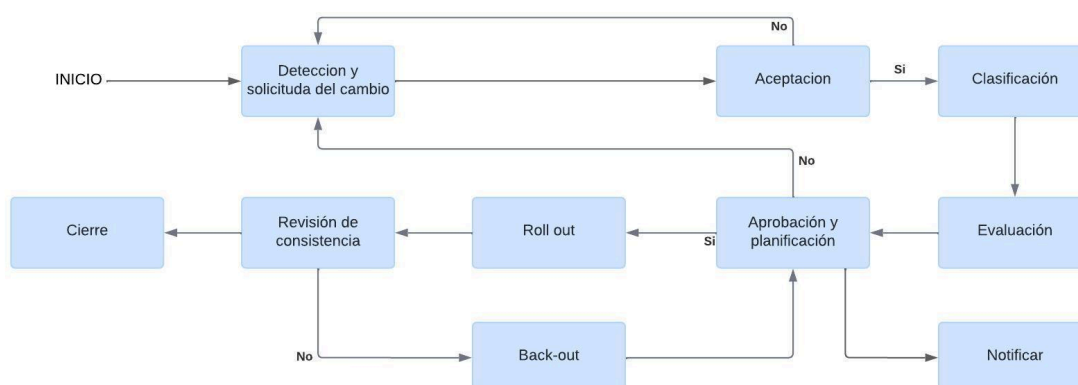 No
INICIO
Deteccion y
solicituda del cambio
Aceptacion
Si
Clasificación
No
Cierre
Revisión de
consistencia
Roll out
Si
Aprobación y
planificación
Evaluación
No
Back-out
Notificar